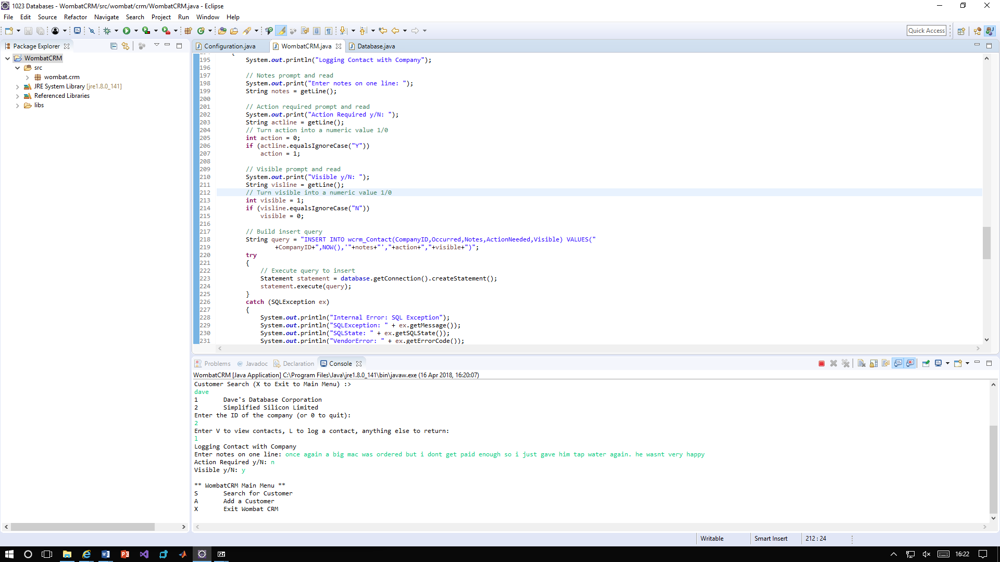 1023 Databases - WombatCRM/src/wombat/crm/WombatCRM.java - Eclipse
File Edit Source Refactor Navigate Search Project Run Window Help
Quick Access
Package Explorer
WombatCRM
src
wombat.crm
JRE System Library [jre1.8.0_141]
Referenced Libraries
libs
Configuration.java WombatCRM.java Database.java
195 System.out.println("Logging Contact with Company");
196
197 // Notes prompt and read
198 System.out.print("Enter notes on one line: ");
199 String notes = getLine();
200
201 // Action required prompt and read
202 System.out.print("Action Required y/N: ");
203 String actline = getLine();
204 // Turn action into a numeric value 1/0
205 int action = 0;
206 if (actline.equalsIgnoreCase("Y"))
207 action = 1;
208
209 // Visible prompt and read
210 System.out.print("Visible y/N: ");
211 String visline = getLine();
212 // Turn visible into a numeric value 1/0
213 int visible = 1;
214 if (visline.equalsIgnoreCase("N"))
215 visible = 0;
216
217 // Build insert query
218 String query = "INSERT INTO wcrm_Contact(CompanyID,Occurred,Notes,ActionNeeded,Visible) VALUES("
219 +CompanyID+",NOW(),'"+notes+"',"+action+","+visible+")";
220 try
221 {
222 // Execute query to insert
223 Statement statement = database.getConnection().createStatement();
224 statement.execute(query);
225 }
226 catch (SQLException ex)
227 {
228 System.out.println("Internal Error: SQL Exception");
229 System.out.println("SQLException: " + ex.getMessage());
230 System.out.println("SQLState: " + ex.getSQLState());
231 System.out.println("VendorError: " + ex.getErrorCode());
Problems Javadoc Declaration Console
WombatCRM [Java Application] C:\Program Files\Java\jre1.8.0_141\bin\javaw.exe (16 Apr 2018, 16:20:07)
Customer Search (X to Exit to Main Menu) :>
dave
1 Dave's Database Corporation
2 Simplified Silicon Limited
Enter the ID of the company (or 0 to quit):
2
Enter V to view contacts, L to log a contact, anything else to return:
l
Logging Contact with Company
Enter notes on one line: once again a big mac was ordered but i dont get paid enough so i just gave him tap water again. he wasnt very happy
Action Required y/N: n
Visible y/N: y
** WombatCRM Main Menu **
S Search for Customer
A Add a Customer
X Exit Wombat CRM
Writable Smart Insert 212 : 24
16:22